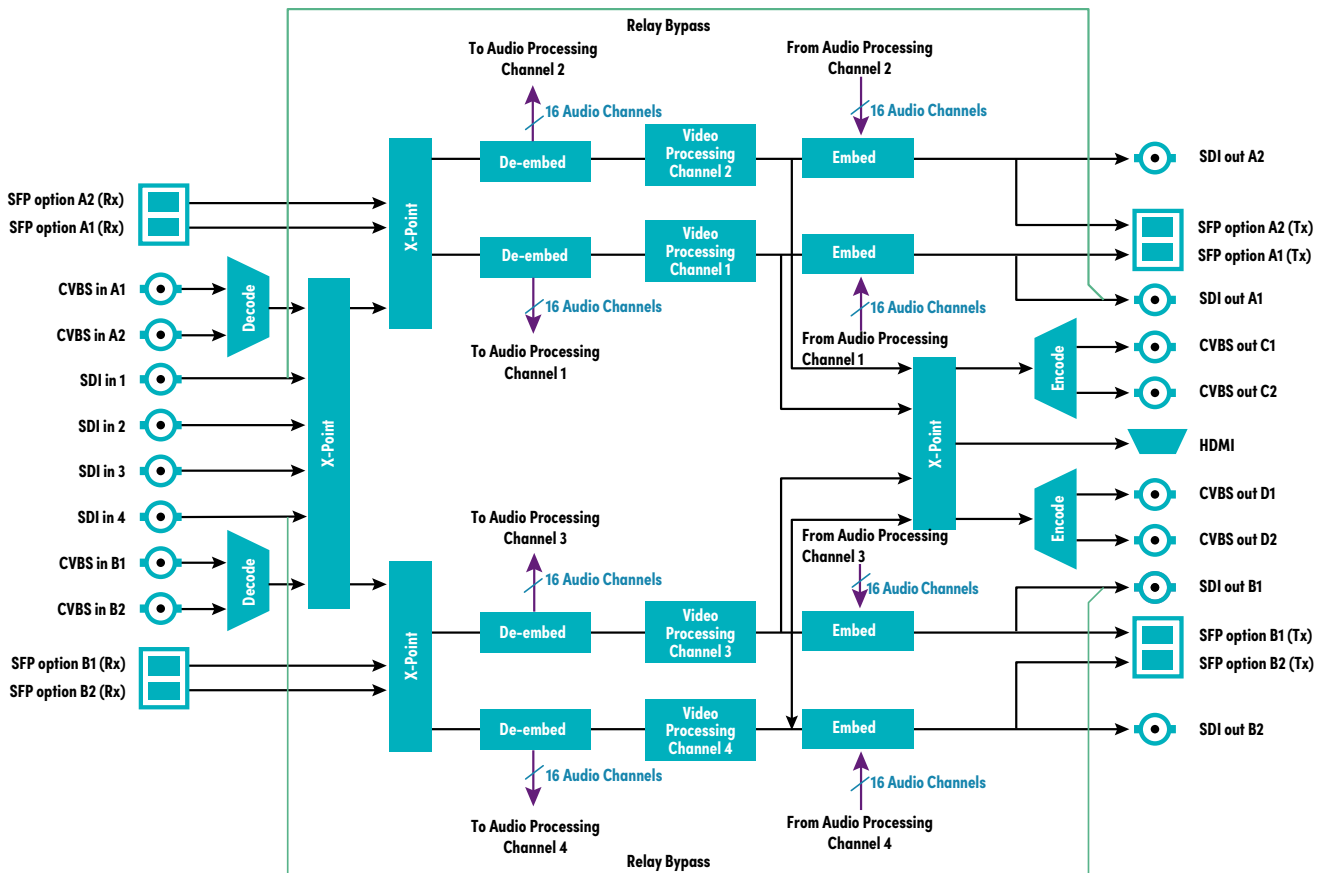 Relay Bypass
To Audio Processing
Channel 2
From Audio Processing
Channel 2
16 Audio Channels
16 Audio Channels
X-Point
De-embed
Video
Processing
Channel 2
Embed
SDI out A2
SFP option A2 (Rx)
SFP option A1 (Rx)
SFP option A2 (Tx)
SFP option A1 (Tx)
De-embed
Video
Processing
Channel 1
Embed
CVBS in A1
CVBS in A2
Decode
16 Audio Channels
16 Audio Channels
SDI out A1
To Audio Processing
Channel 1
From Audio Processing
Channel 1
Encode
CVBS out C1
CVBS out C2
SDI in 1
SDI in 2
SDI in 3
SDI in 4
X-Point
X-Point
HDMI
CVBS in B1
CVBS in B2
Decode
To Audio Processing
Channel 3
From Audio Processing
Channel 3
Encode
CVBS out D1
CVBS out D2
16 Audio Channels
16 Audio Channels
SDI out B1
X-Point
De-embed
Video
Processing
Channel 3
Embed
SFP option B1 (Rx)
SFP option B2 (Rx)
SFP option B1 (Tx)
SFP option B2 (Tx)
De-embed
Video
Processing
Channel 4
Embed
SDI out B2
16 Audio Channels
16 Audio Channels
To Audio Processing
Channel 4
From Audio Processing
Channel 4
Relay Bypass